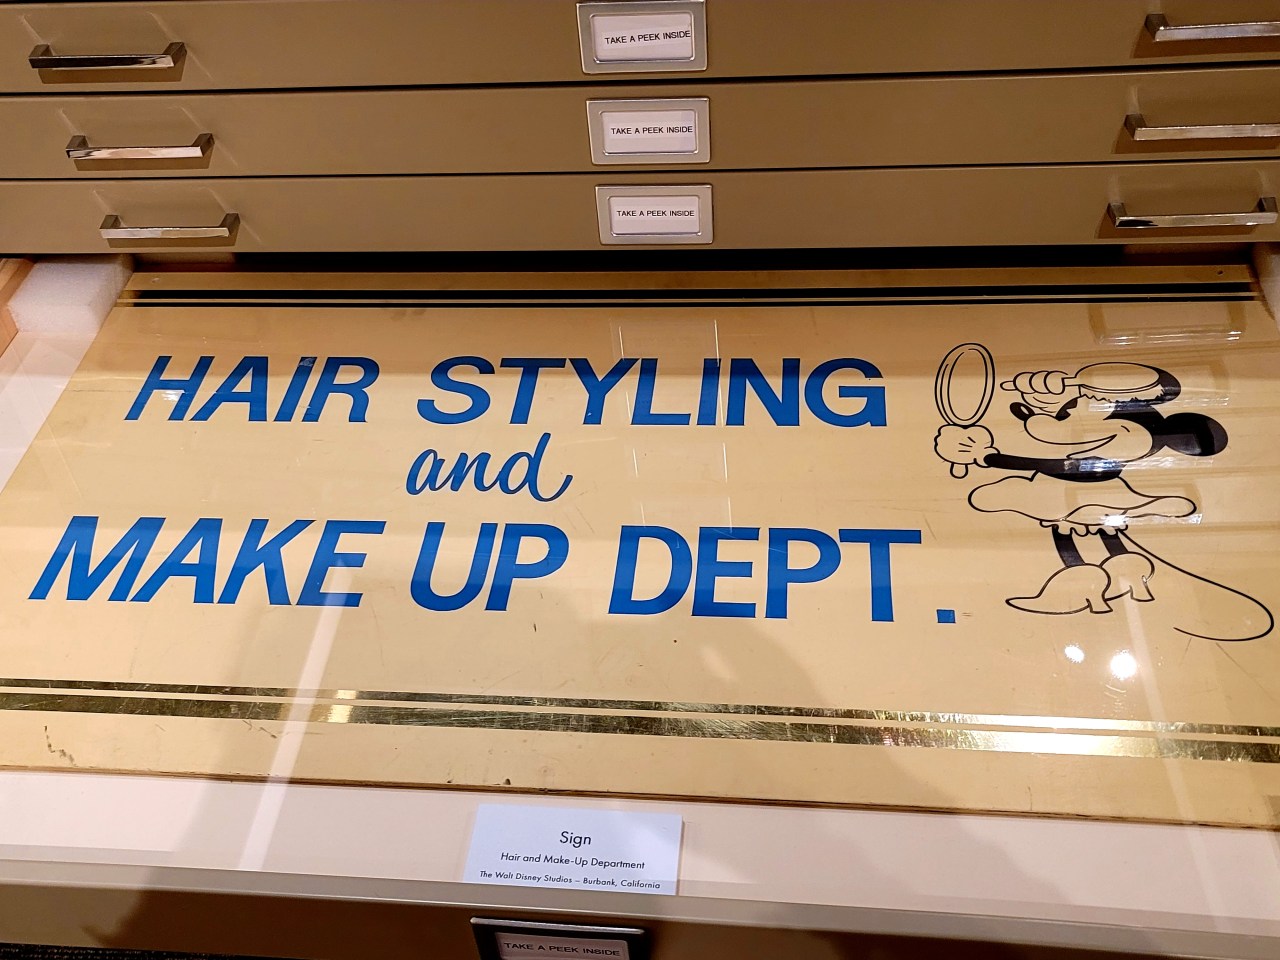 TAKE A PEEK INSIDE
TAKE A PEEK INSIDE
TAKE A PEEK INSIDE
HAIR STYLING
and
MAKE UP DEPT.
Sign
Hair and Make-Up Department
The Walt Disney Studios – Burbank, California
TAKE A PEEK INSIDE